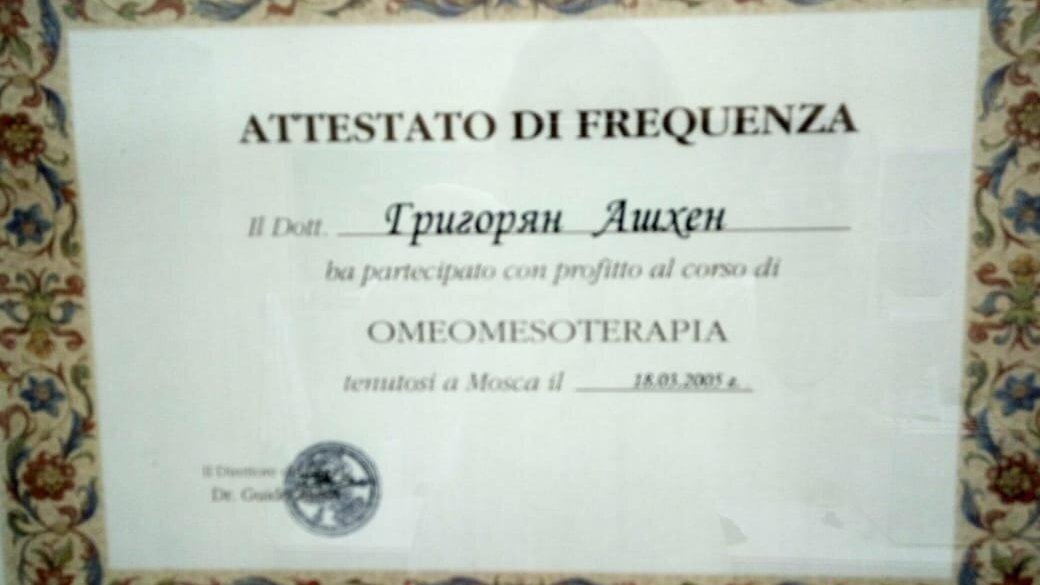 ATTESTATO DI FREQUENZA
Il Dott. Григорян Ашхен
ha partecipato con profitto al corso di
OMEOMESOTERAPIA
tenutosi a Mosca il 18.03.2005 г.
Il Direttore
Dr. Guido